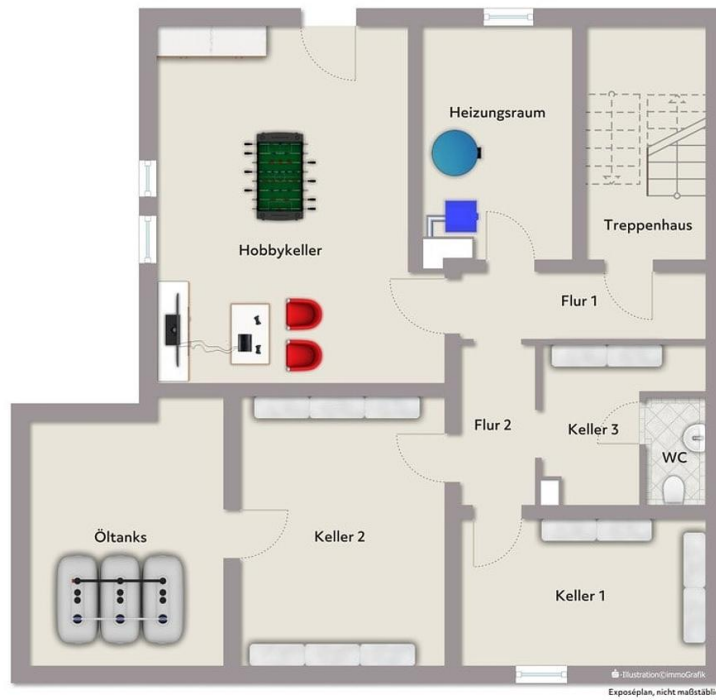 Heizungsraum
Treppenhaus
Hobbykeller
Flur 1
Flur 2
Keller 3
WC
Öltanks
Keller 2
Keller 1
-Illustration©immoGrafik
Exposéplan, nicht maßstäblich